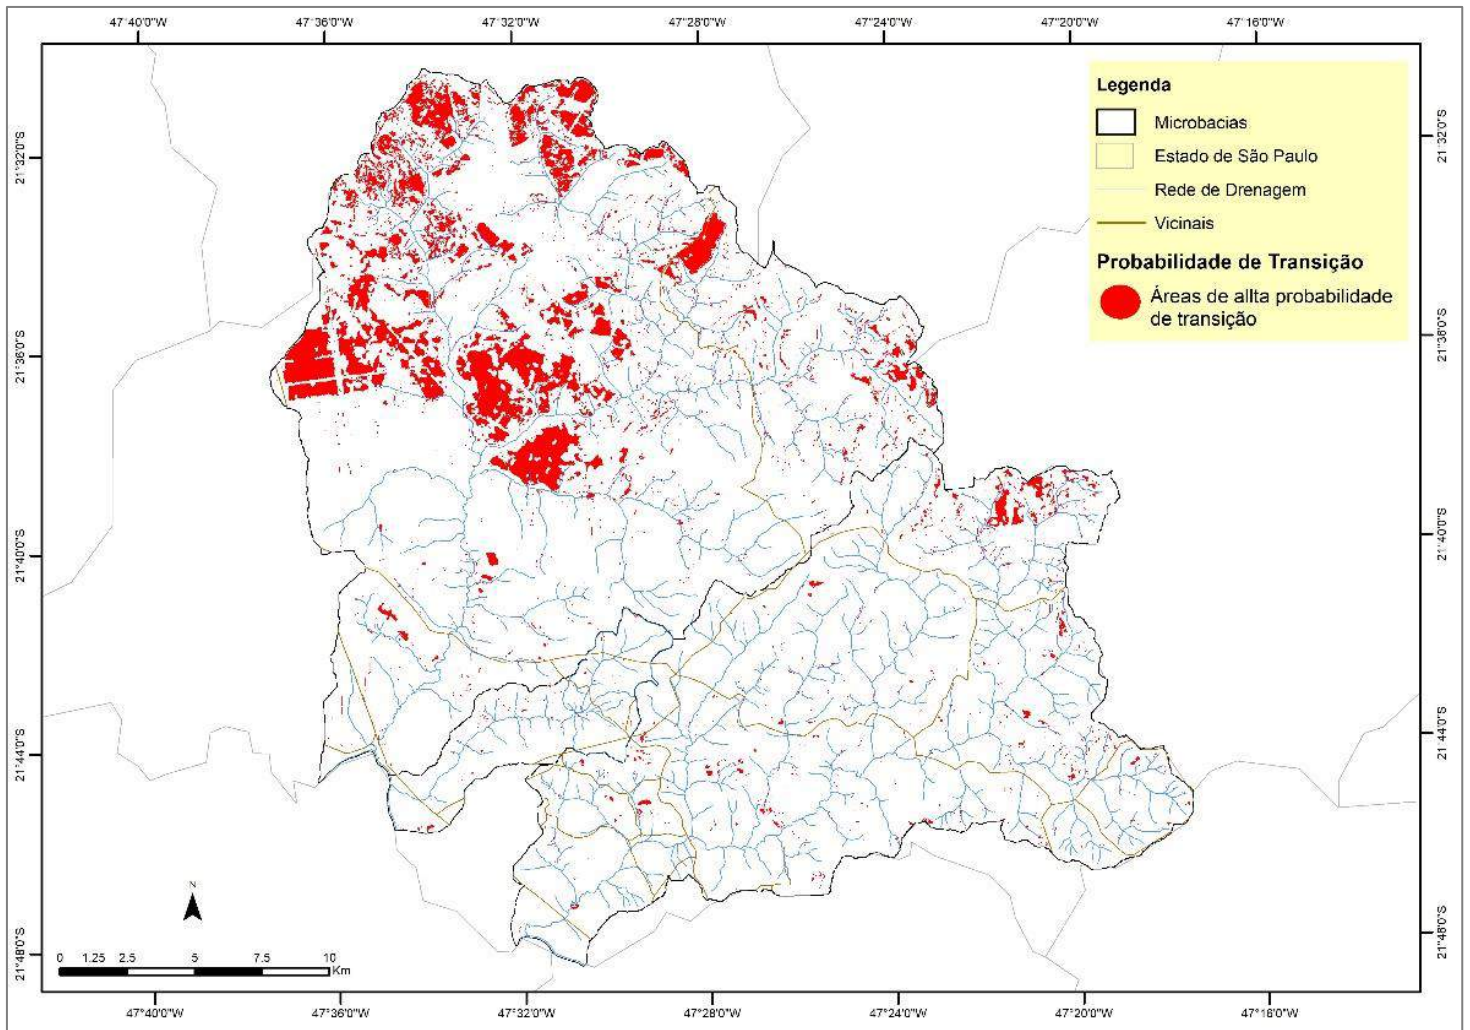 47°40'0"W 47°36'0"W 47°32'0"W 47°28'0"W 47°24'0"W 47°20'0"W 47°16'0"W
Legenda
Microbacias
Estado de São Paulo
Rede de Drenagem
Vicinais
Probabilidade de Transição
Áreas de allta probabilidade
de transição
21°32'0"S
21°36'0"S
21°40'0"S
21°44'0"S
21°48'0"S
21°32'0"S
21°36'0"S
21°40'0"S
21°44'0"S
21°48'0"S
N
0 1.25 2.5 5 7.5 10
Km
47°40'0"W 47°36'0"W 47°32'0"W 47°28'0"W 47°24'0"W 47°20'0"W 47°16'0"W